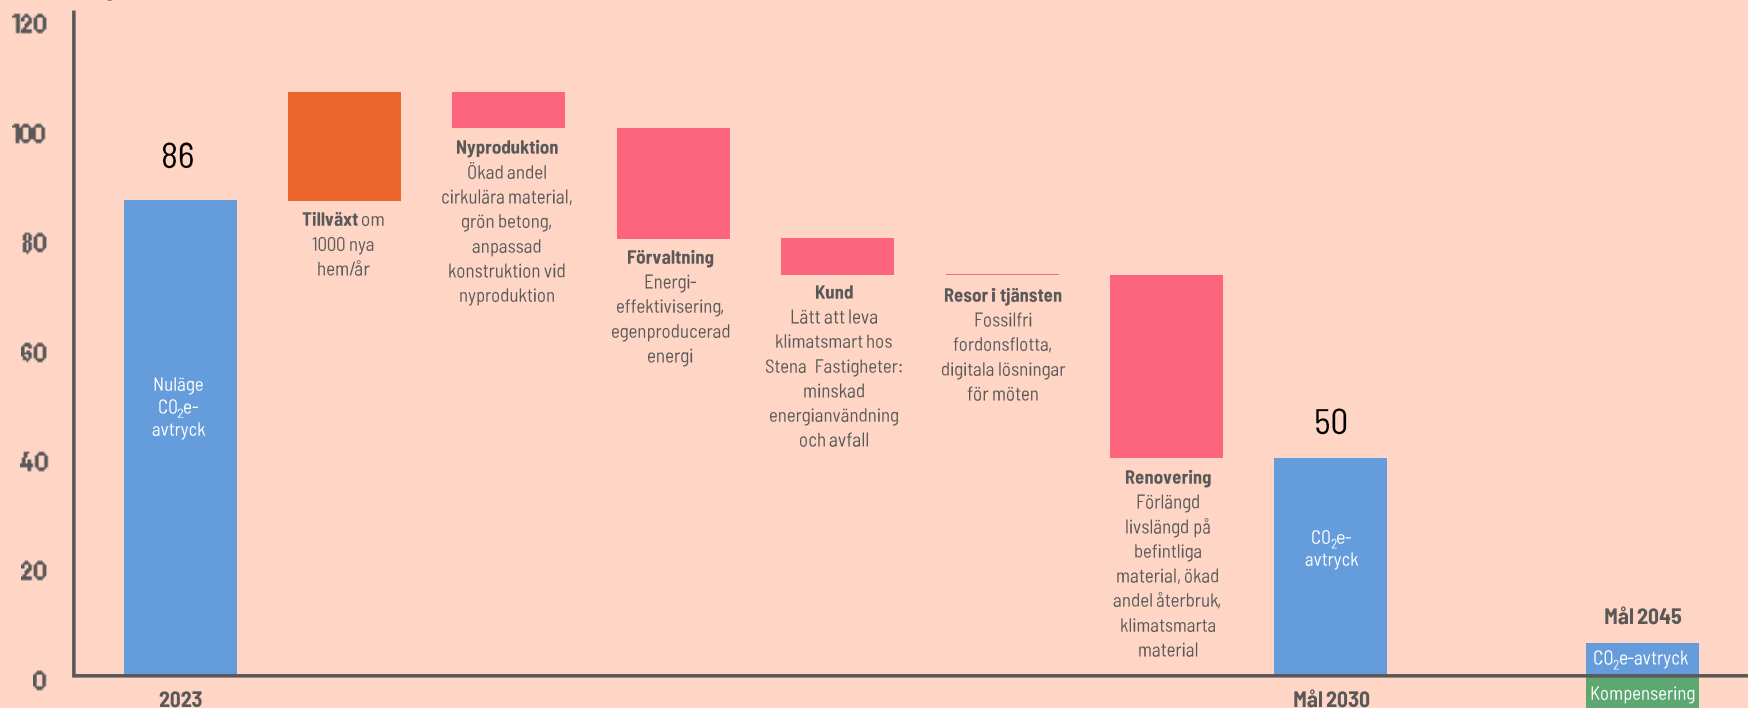 120
100
80
60
40
20
0
86
Nuläge
CO₂e-
avtryck
2023
Tillväxt om
1000 nya
hem/år
Nyproduktion
Ökad andel
cirkulära material,
grön betong,
anpassad
konstruktion vid
nyproduktion
Förvaltning
Energi-
effektivisering,
egenproducerad
energi
Kund
Lätt att leva
klimatsmart hos
Stena Fastigheter:
minskad
energianvändning
och avfall
Resor i tjänsten
Fossilfri
fordonsflotta,
digitala lösningar
för möten
Renovering
Förlängd
livslängd på
befintliga
material, ökad
andel återbruk,
klimatsmarta
material
50
CO₂e-
avtryck
Mål 2030
Mål 2045
CO₂e-avtryck
Kompensering